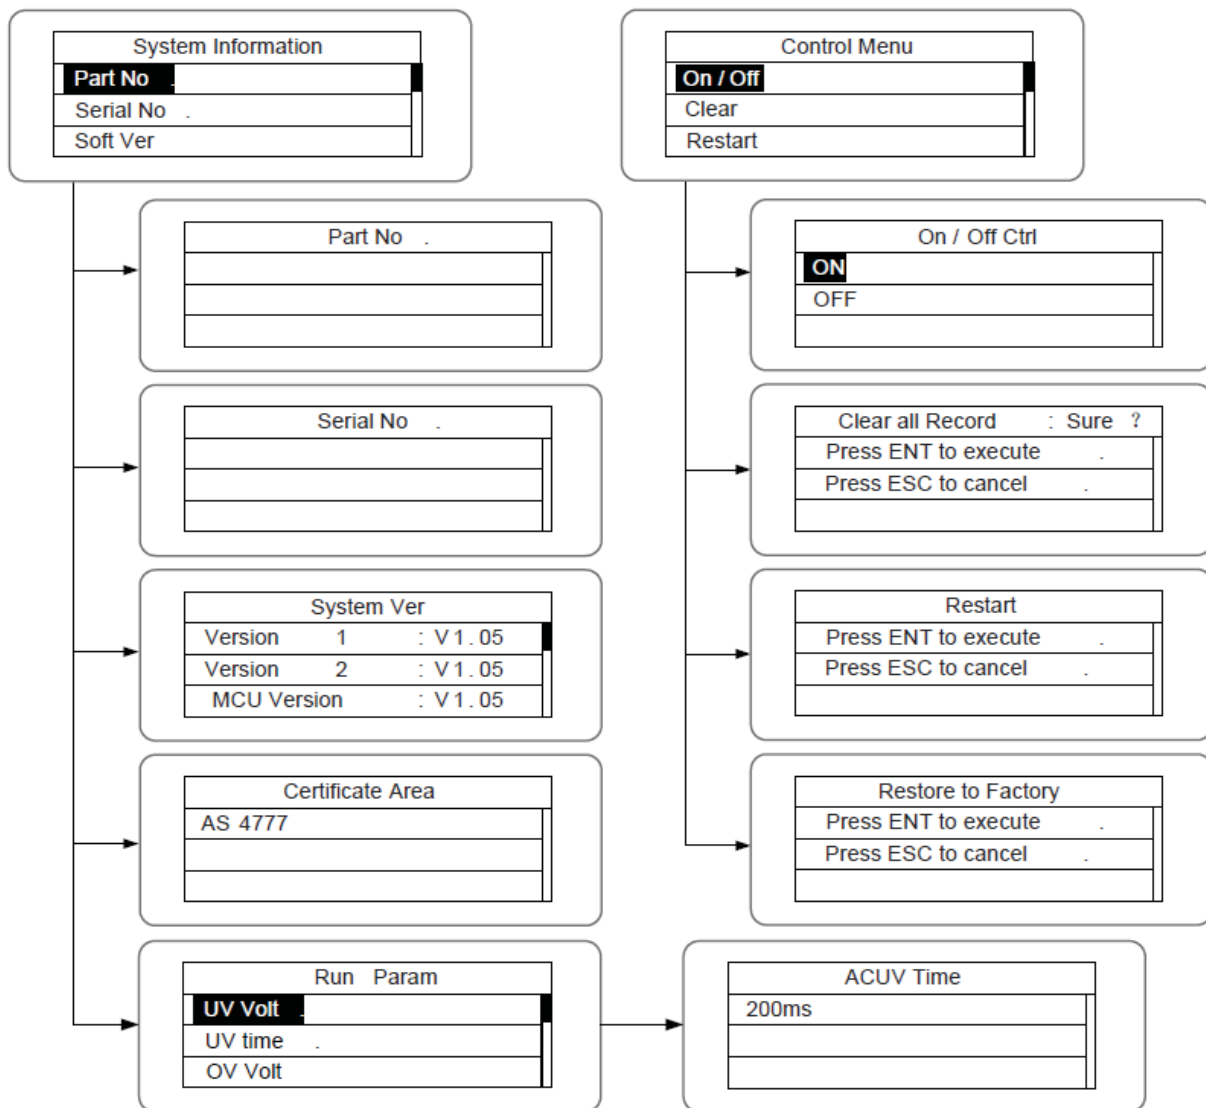 System Information
Part No .
Serial No .
Soft Ver
Control Menu
On / Off
Clear
Restart
Part No .
On / Off Ctrl
ON
OFF
Serial No .
Clear all Record : Sure ?
Press ENT to execute .
Press ESC to cancel .
System Ver
Version 1 : V1.05
Version 2 : V1.05
MCU Version : V1.05
Restart
Press ENT to execute .
Press ESC to cancel .
Certificate Area
AS 4777
Restore to Factory
Press ENT to execute .
Press ESC to cancel .
Run Param
UV Volt .
UV time .
OV Volt
ACUV Time
200ms